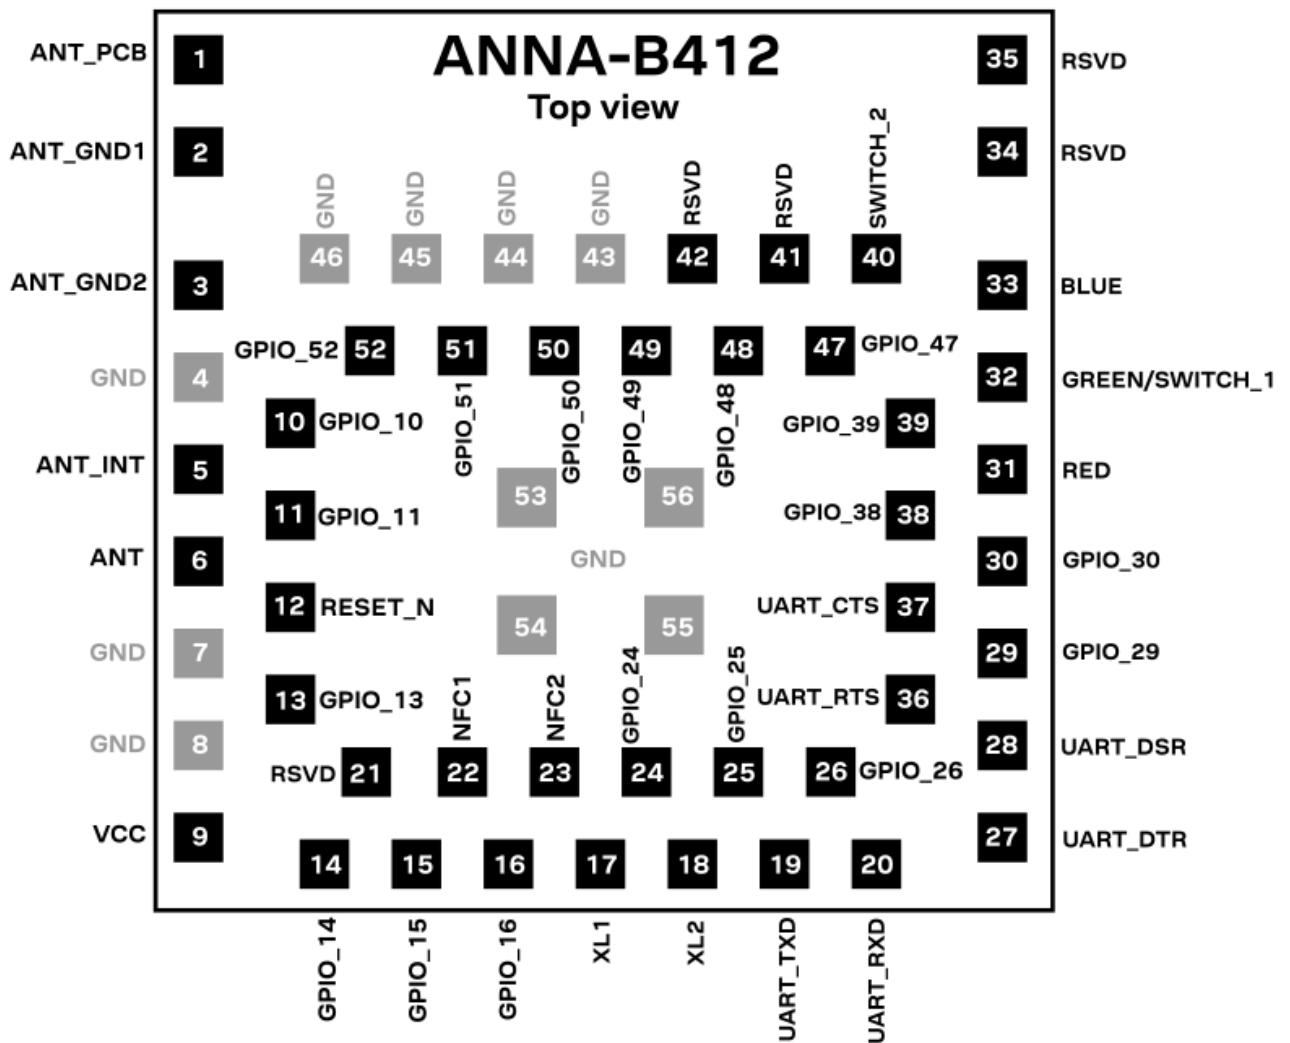 ANNA-B412
Top view
ANT_PCB 1
35 RSVD
ANT_GND1 2
34 RSVD
GND
GND
GND
GND
RSVD
RSVD
SWITCH_2
46 45 44 43 42 41 40
ANT_GND2 3
33 BLUE
GPIO_52 52 51 50 49 48 47 GPIO_47
GND 4
32 GREEN/SWITCH_1
GPIO_51
GPIO_50
GPIO_49
GPIO_48
10 GPIO_10
GPIO_39 39
ANT_INT 5
31 RED
53 56
11 GPIO_11
GPIO_38 38
ANT 6
GND
30 GPIO_30
12 RESET_N
UART_CTS 37
54 55
GND 7
29 GPIO_29
13 GPIO_13
NFC1
NFC2
GPIO_24
GPIO_25
UART_RTS 36
GND 8
28 UART_DSR
RSVD 21 22 23 24 25 26 GPIO_26
VCC 9
27 UART_DTR
14 15 16 17 18 19 20
GPIO_14
GPIO_15
GPIO_16
XL1
XL2
UART_TXD
UART_RXD